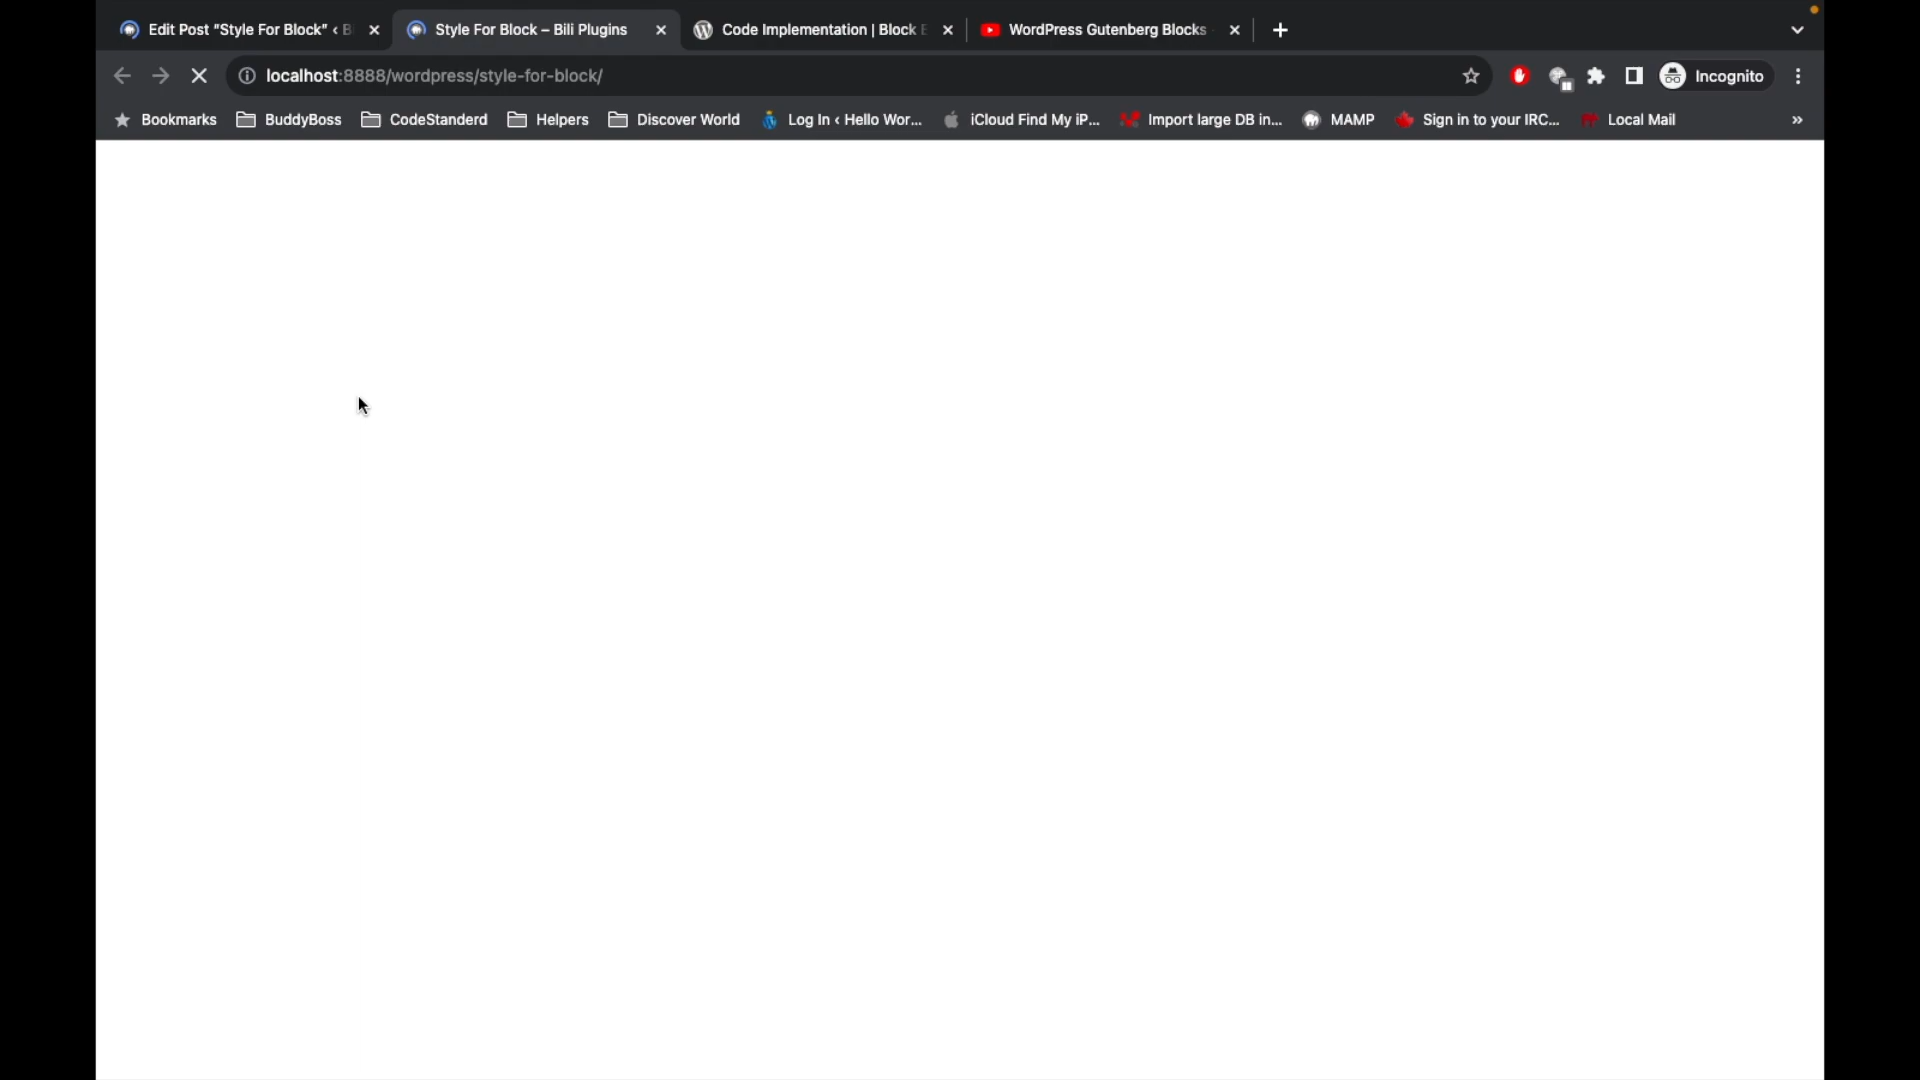 Edit Post "Style For Block" ‹ B
Style For Block – Bili Plugins
Code Implementation | Block E
WordPress Gutenberg Blocks
localhost:8888/wordpress/style-for-block/
Incognito
Bookmarks
BuddyBoss
CodeStanderd
Helpers
Discover World
Log In ‹ Hello Wor...
iCloud Find My iP...
Import large DB in...
MAMP
Sign in to your IRC...
Local Mail
»